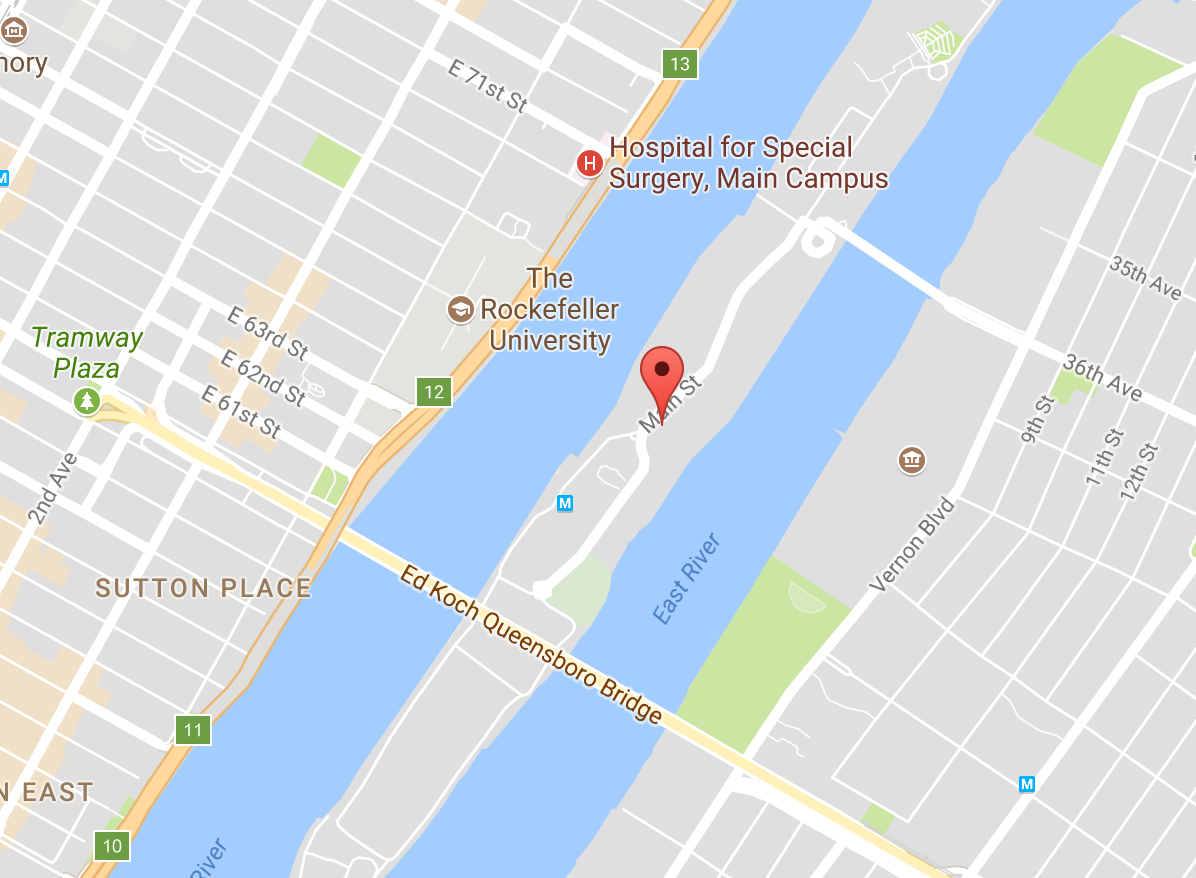 13
E 71st St
nory
Hospital for Special
Surgery, Main Campus
H
M
35th Ave
The
Rockefeller
University
E 63rd St
Tramway
Plaza
E 62nd St
36th Ave
12
E 61st St
Main St
9th St
11th St
12th St
2nd Ave
M
Vernon Blvd
East River
SUTTON PLACE
Ed Koch Queensboro Bridge
11
M
N EAST
10
River